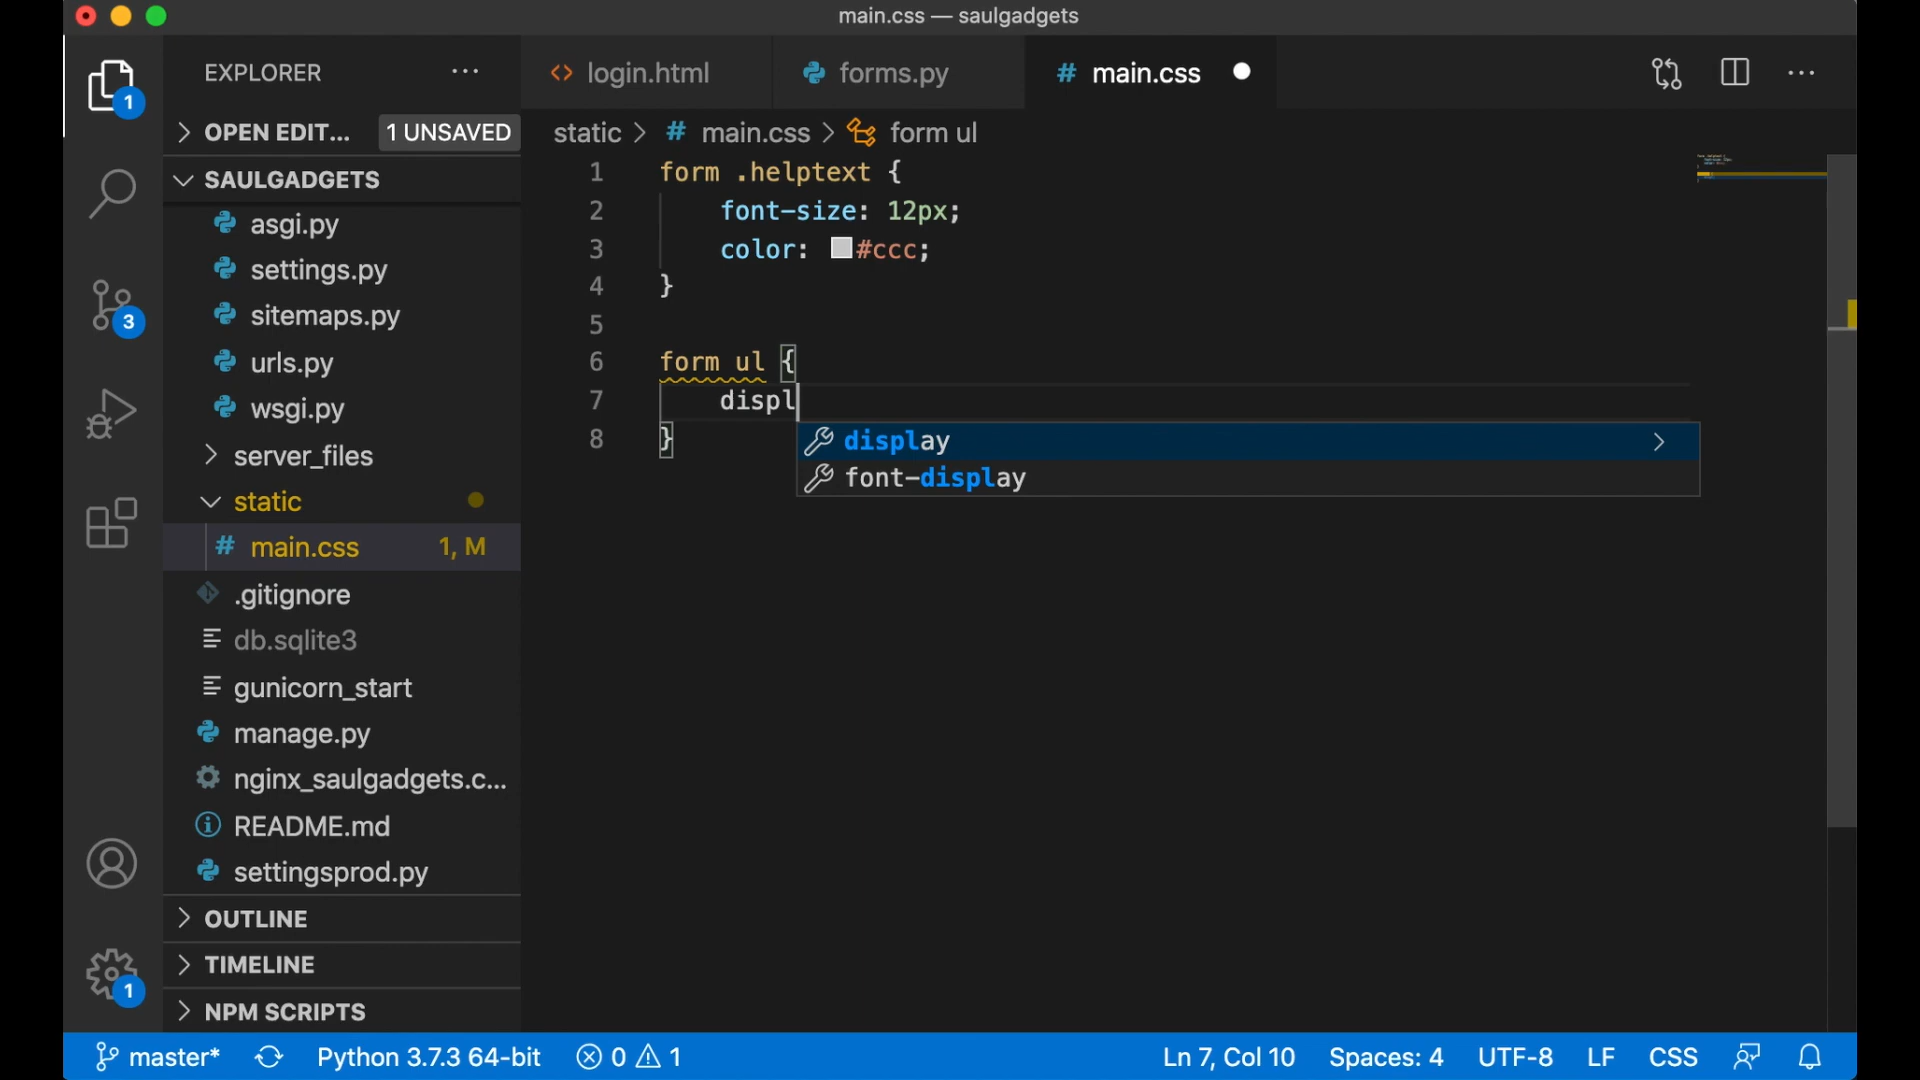 main.css — saulgadgets
EXPLORER ...
login.html
forms.py
# main.css
OPEN EDIT... 1 UNSAVED
static > # main.css > form ul
SAULGADGETS
asgi.py
settings.py
sitemaps.py
urls.py
wsgi.py
server_files
static
# main.css 1, M
.gitignore
db.sqlite3
gunicorn_start
manage.py
nginx_saulgadgets.c...
README.md
settingsprod.py
OUTLINE
TIMELINE
NPM SCRIPTS
1
3
1
1 form .helptext {
2 font-size: 12px;
3 color: #ccc;
4 }
5
6 form ul {
7 displ
8 }
display
font-display
master* Python 3.7.3 64-bit 0 1 Ln 7, Col 10 Spaces: 4 UTF-8 LF CSS